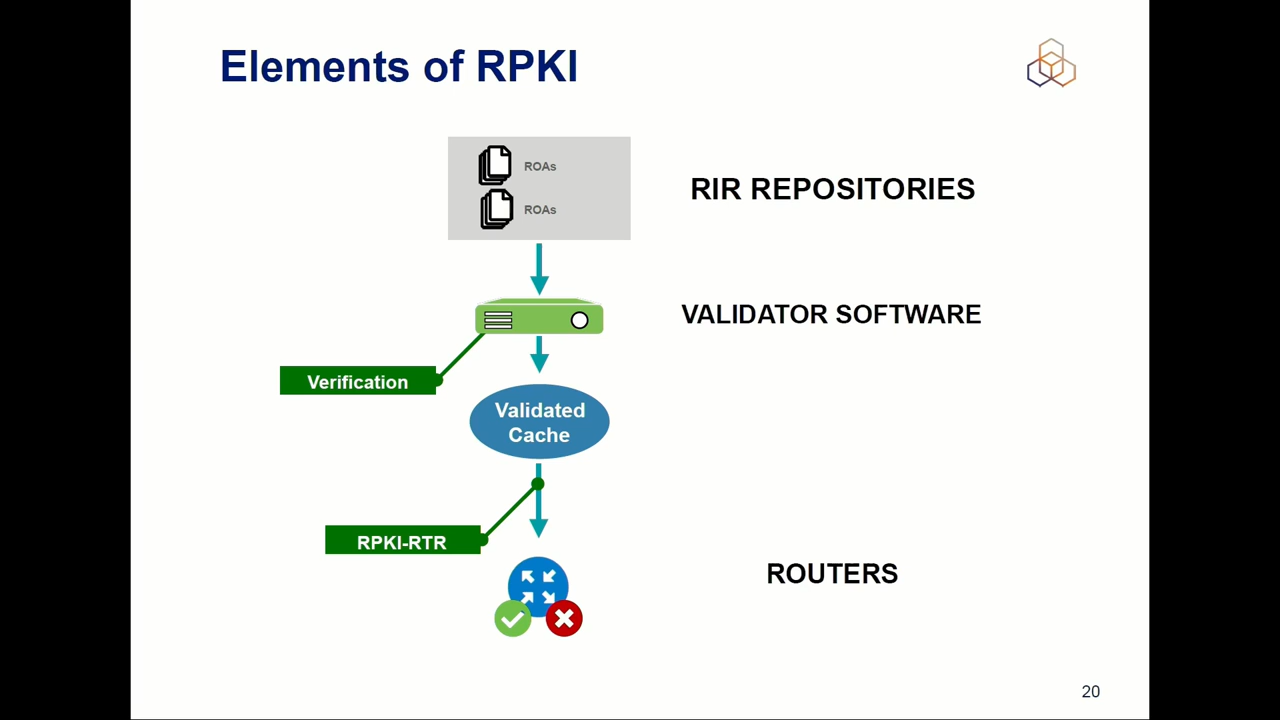 Elements of RPKI
ROAs
ROAs
RIR REPOSITORIES
VALIDATOR SOFTWARE
Verification
Validated
Cache
RPKI-RTR
ROUTERS
20